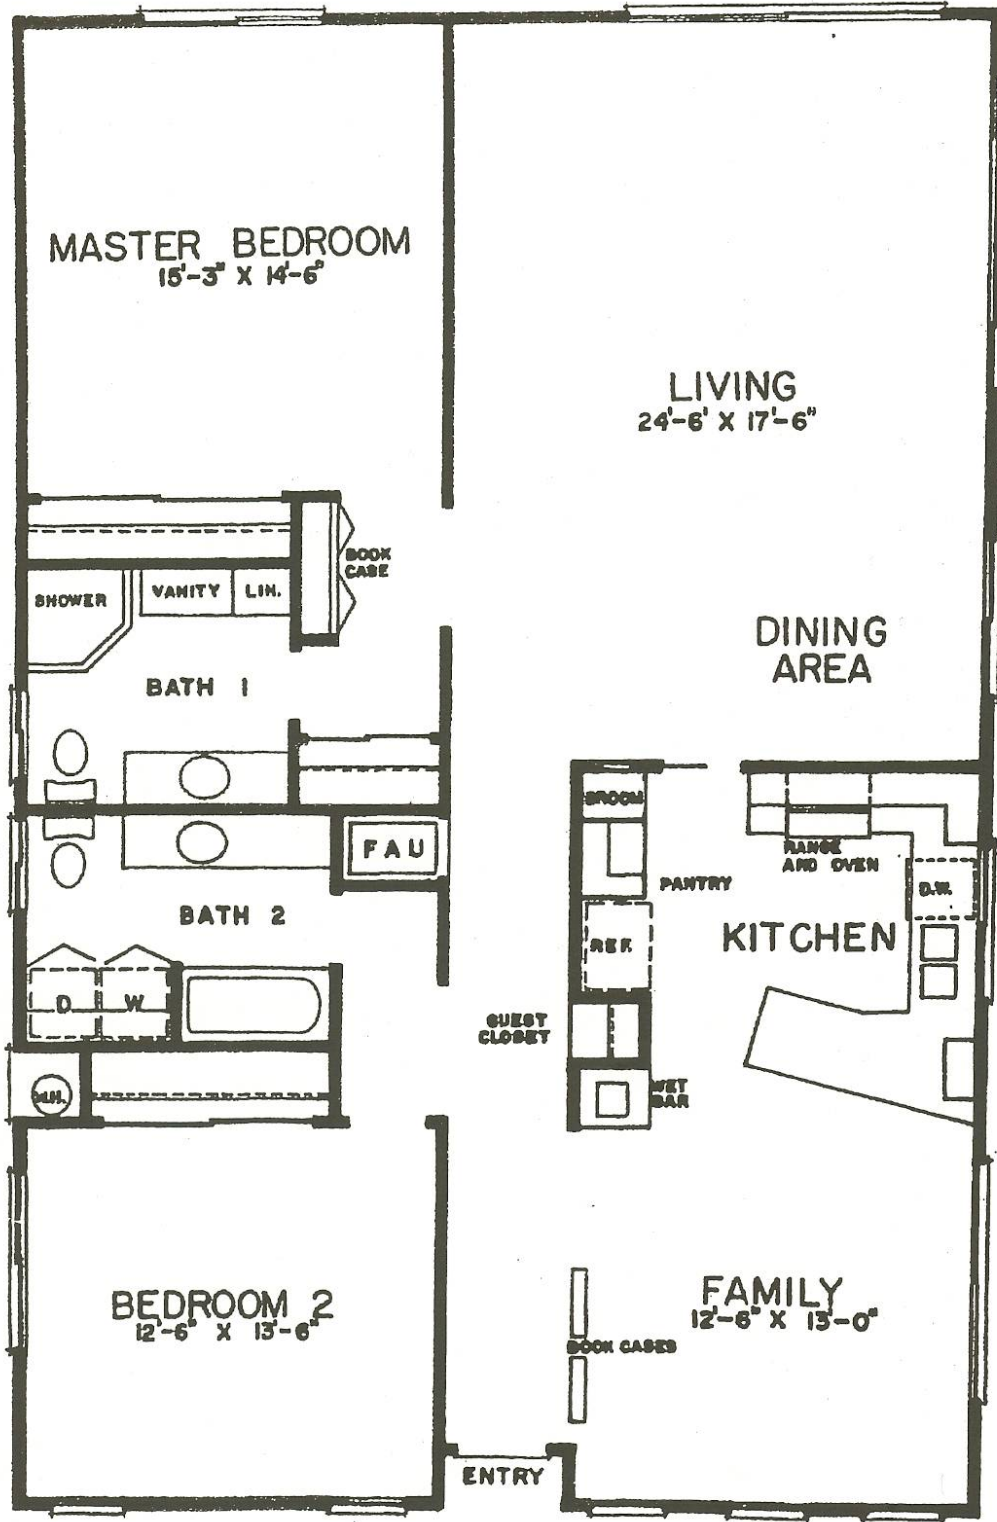 MASTER BEDROOM
15'-3" X 14'-6"
LIVING
24'-6' X 17'-6"
BOOK
CASE
SHOWER
VANITY
LIN.
DINING
AREA
BATH 1
BROOM
RANGE
AND OVEN
FAU
PANTRY
D.W.
BATH 2
REF.
KITCHEN
D
W
GUEST
CLOSET
W.H.
WET
BAR
BEDROOM 2
12'-6" X 13'-6"
FAMILY
12'-6" X 13'-0"
BOOK CASES
ENTRY